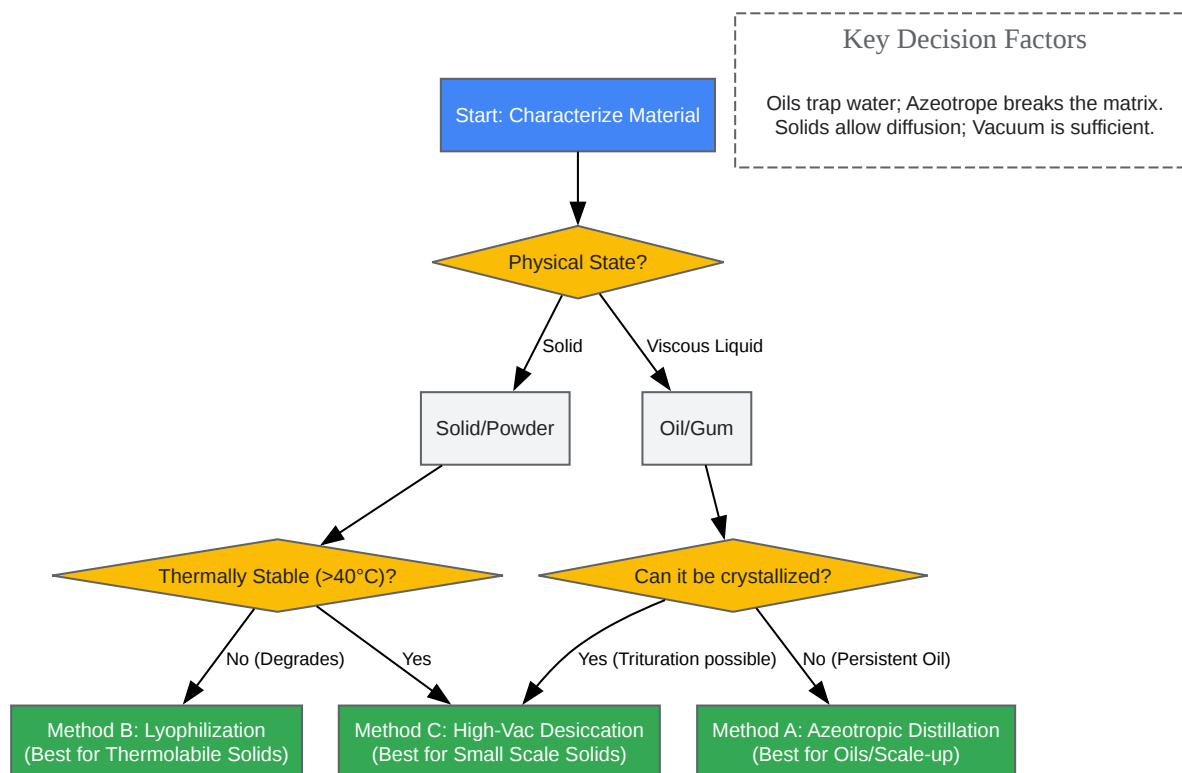 Key Decision Factors
Oils trap water; Azeotrope breaks the matrix.
Solids allow diffusion; Vacuum is sufficient.
Start: Characterize Material
Physical State?
Solid
Viscous Liquid
Solid/Powder
Oil/Gum
Thermally Stable (>40°C)?
Can it be crystallized?
No (Degrades)
Yes
Yes (Trituration possible)
No (Persistent Oil)
Method B: Lyophilization
(Best for Thermolabile Solids)
Method C: High-Vac Desiccation
(Best for Small Scale Solids)
Method A: Azeotropic Distillation
(Best for Oils/Scale-up)